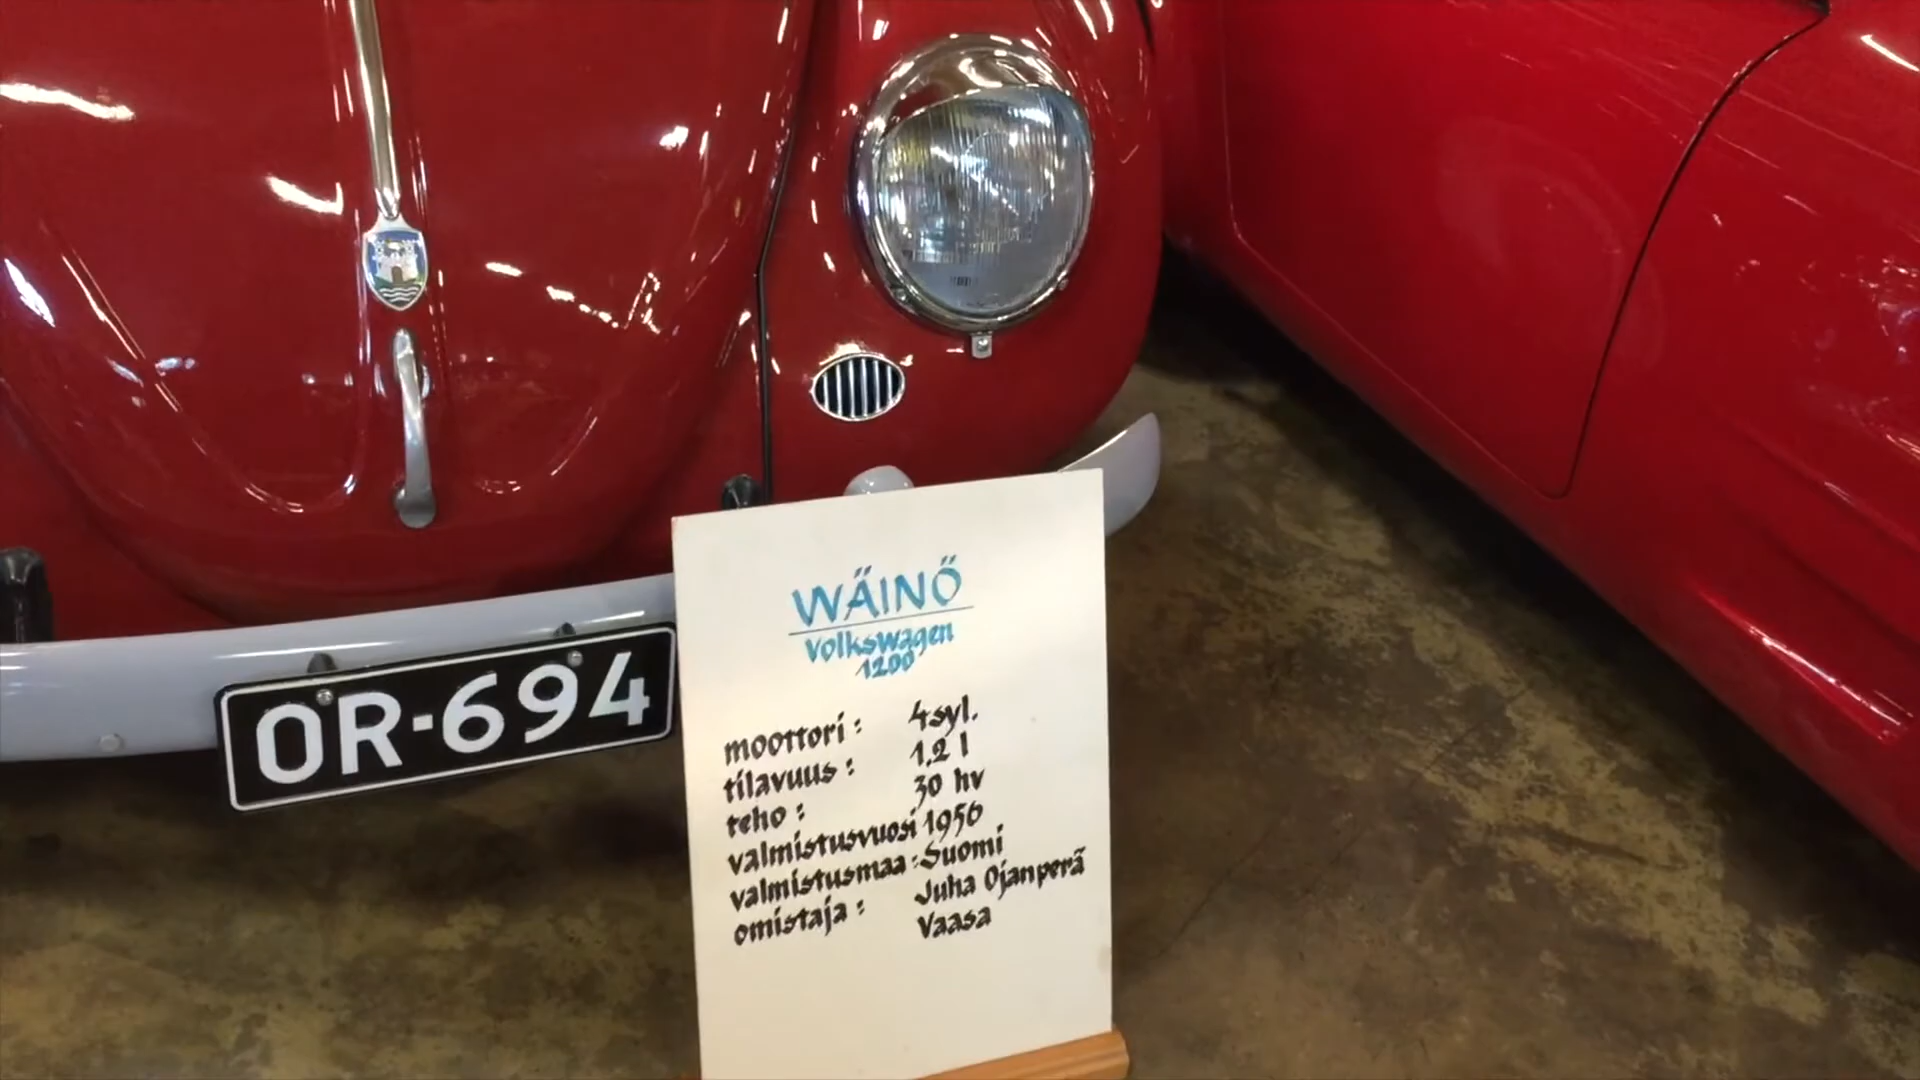 OR-694
WÄINÖ
Volkswagen
1200
moottori : 4syl.
tilavuus : 1,2 l
teho : 30 hv
valmistusvuosi 1956
valmistusmaa : Suomi
omistaja : Juha Ojanperä
Vaasa